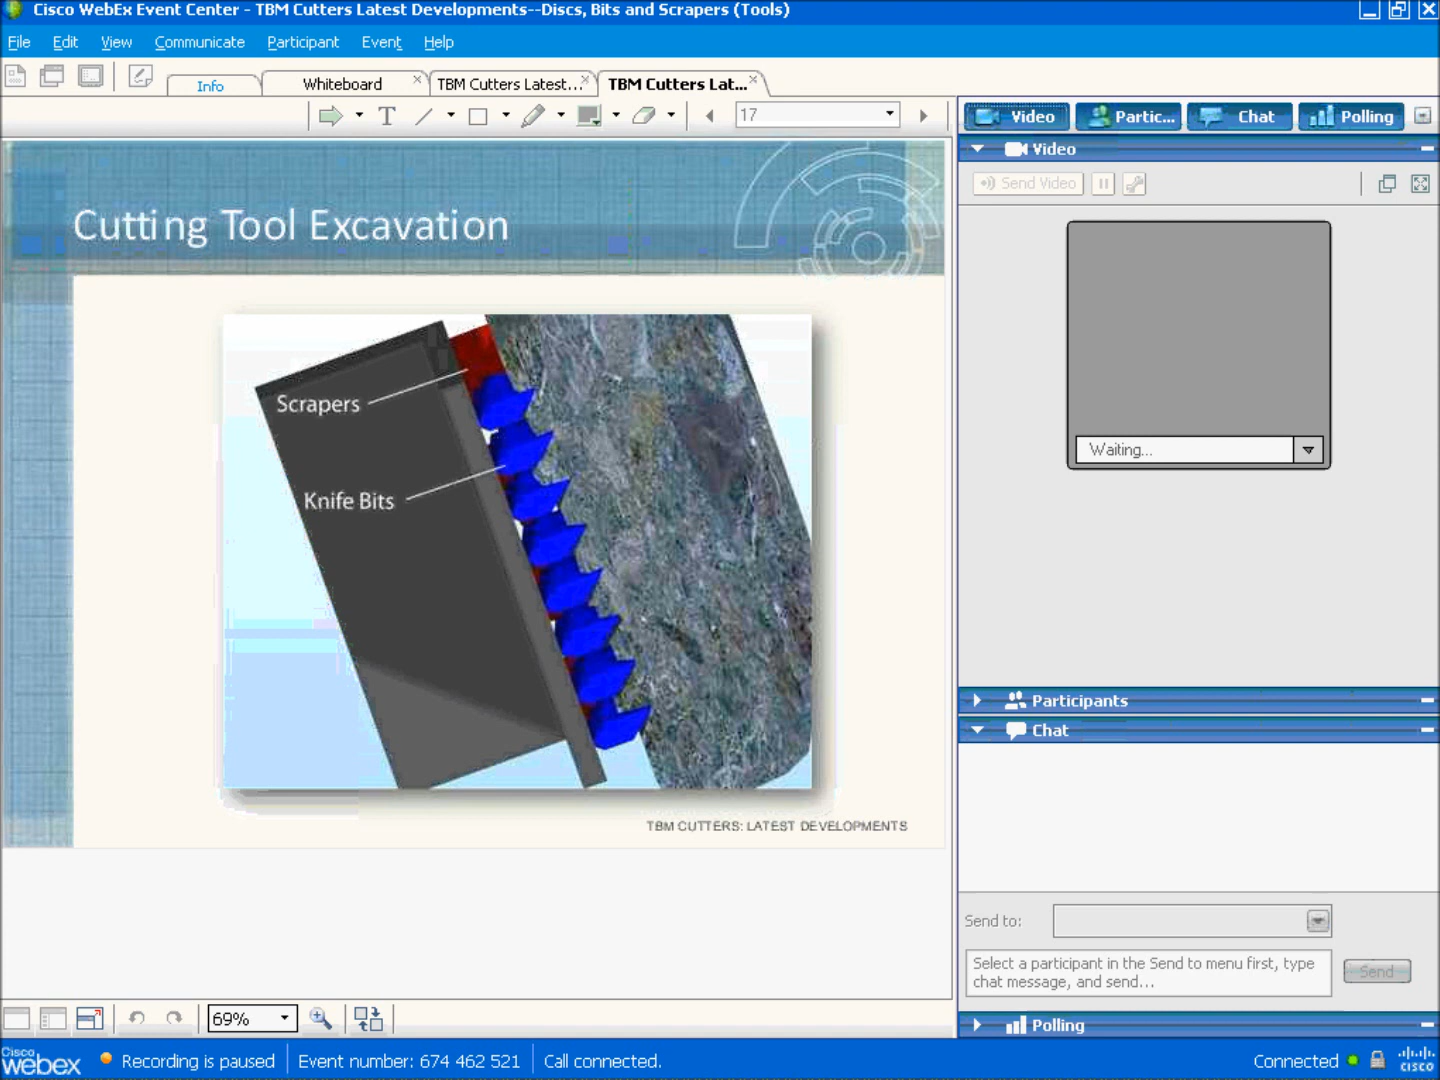 Cisco WebEx Event Center - TBM Cutters Latest Developments--Discs, Bits and Scrapers (Tools)
File Edit View Communicate Participant Event Help
Info Whiteboard TBM Cutters Latest... TBM Cutters Lat...
T 17
Video Partic... Chat Polling
Video
Send Video
Cutting Tool Excavation
Scrapers
Knife Bits
TBM CUTTERS: LATEST DEVELOPMENTS
Waiting...
Participants
Chat
Send to:
Select a participant in the Send to menu first, type
chat message, and send...
Send
Polling
69%
Cisco
webex
Recording is paused Event number: 674 462 521 Call connected.
Connected
CISCO